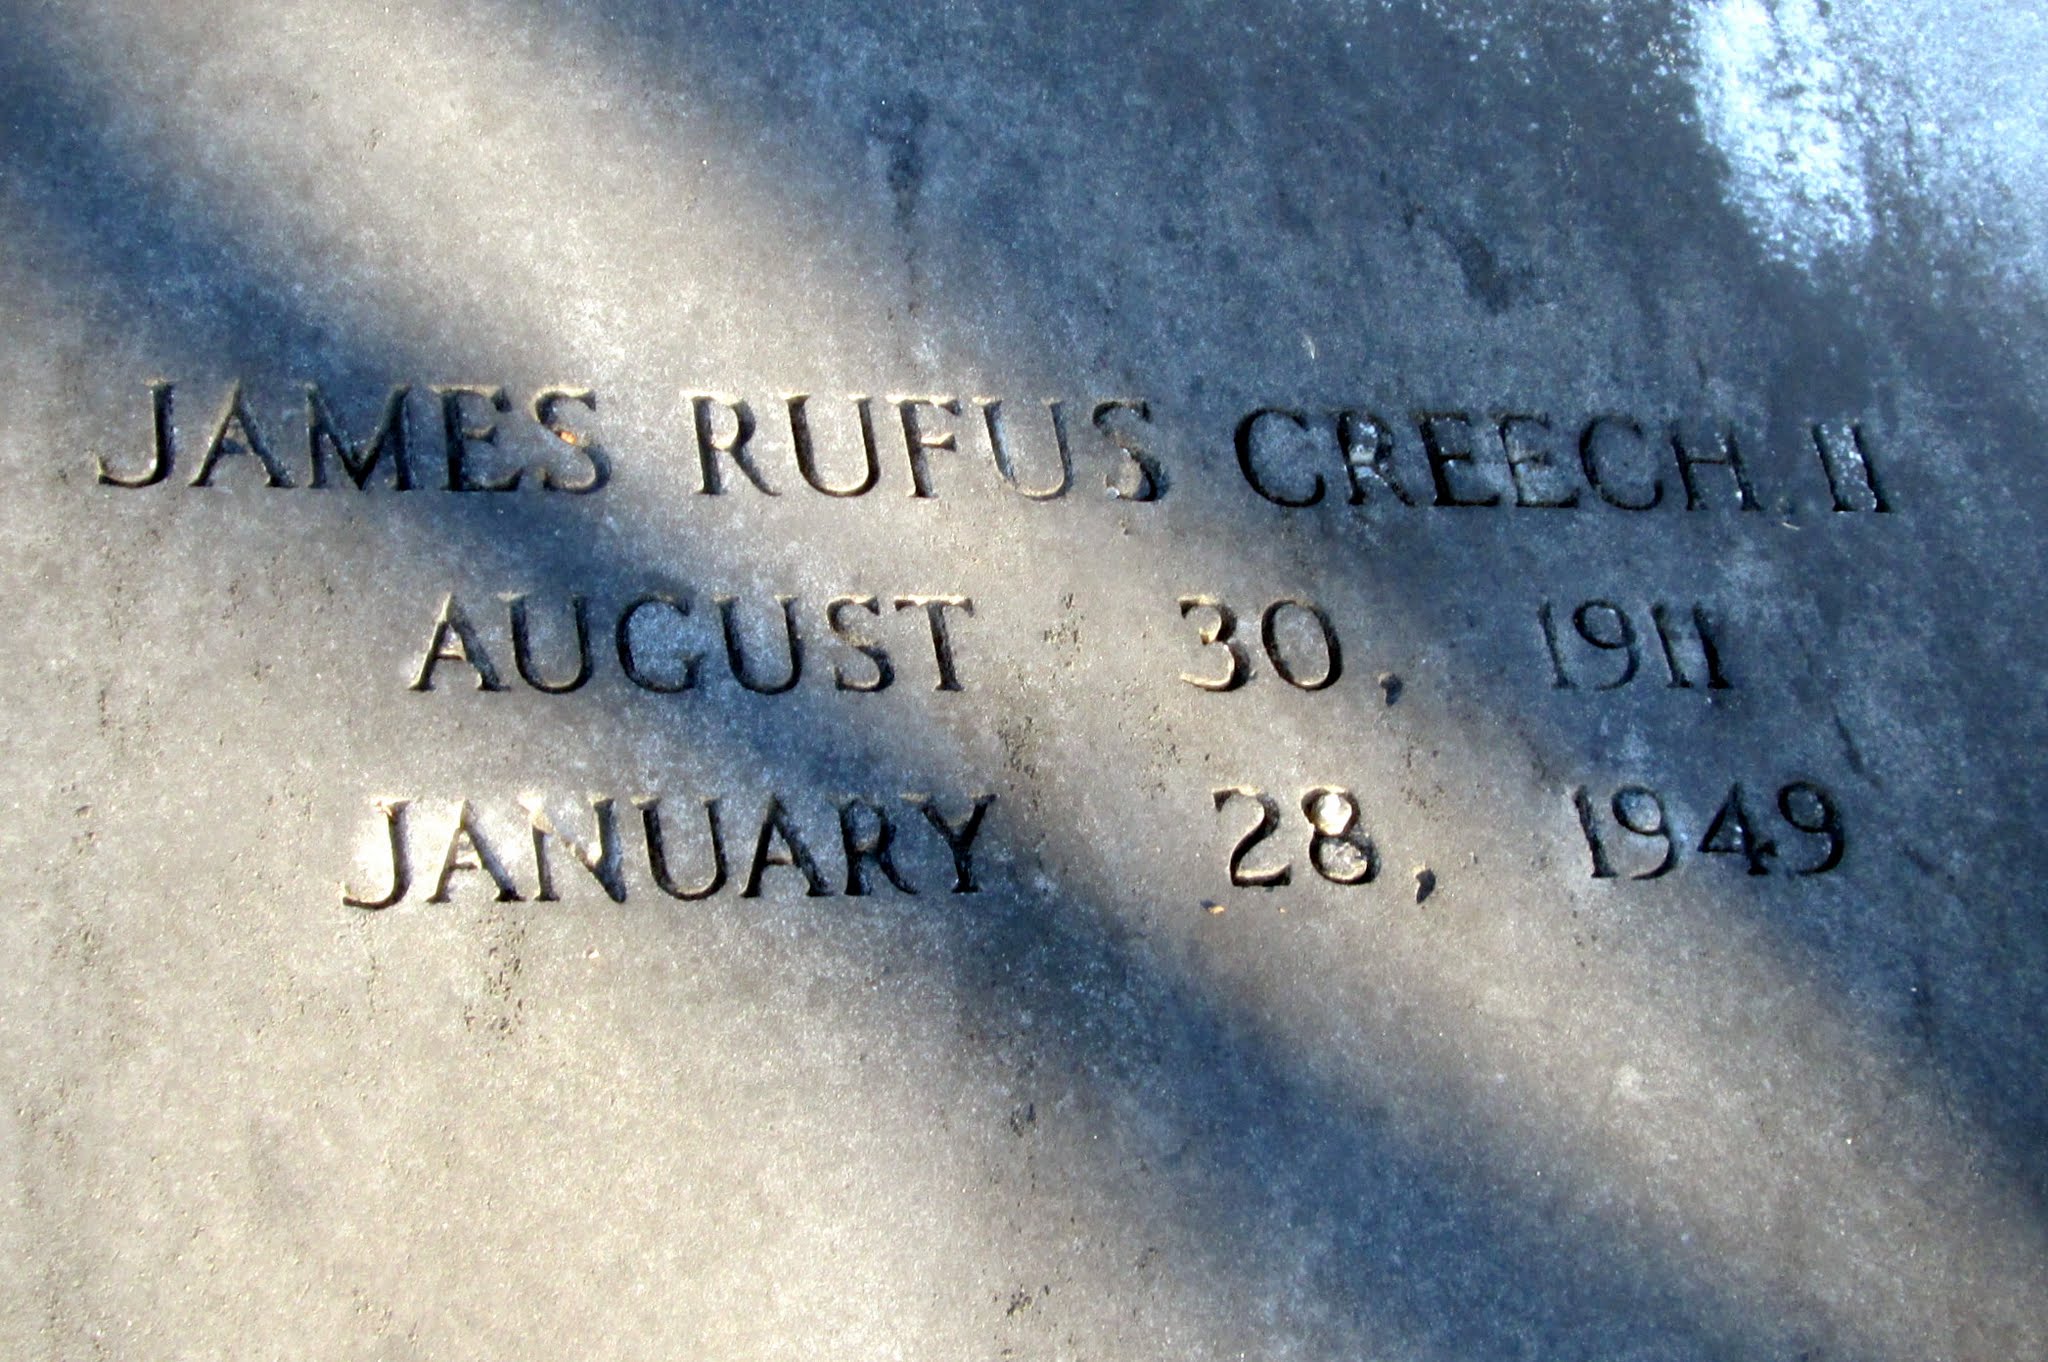 JAMES RUFUS CREECH, II
AUGUST 30, 1911
JANUARY 28, 1949